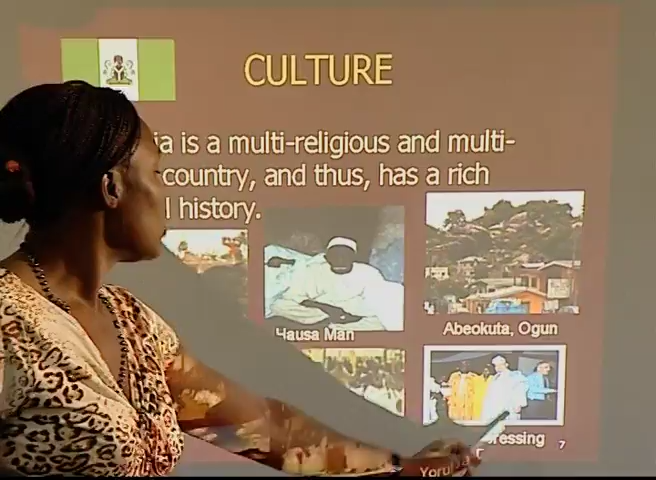 CULTURE
ia is a multi-religious and multi-
country, and thus, has a rich
l history.
Hausa Man
Abeokuta, Ogun
Yoruba
ressing
7